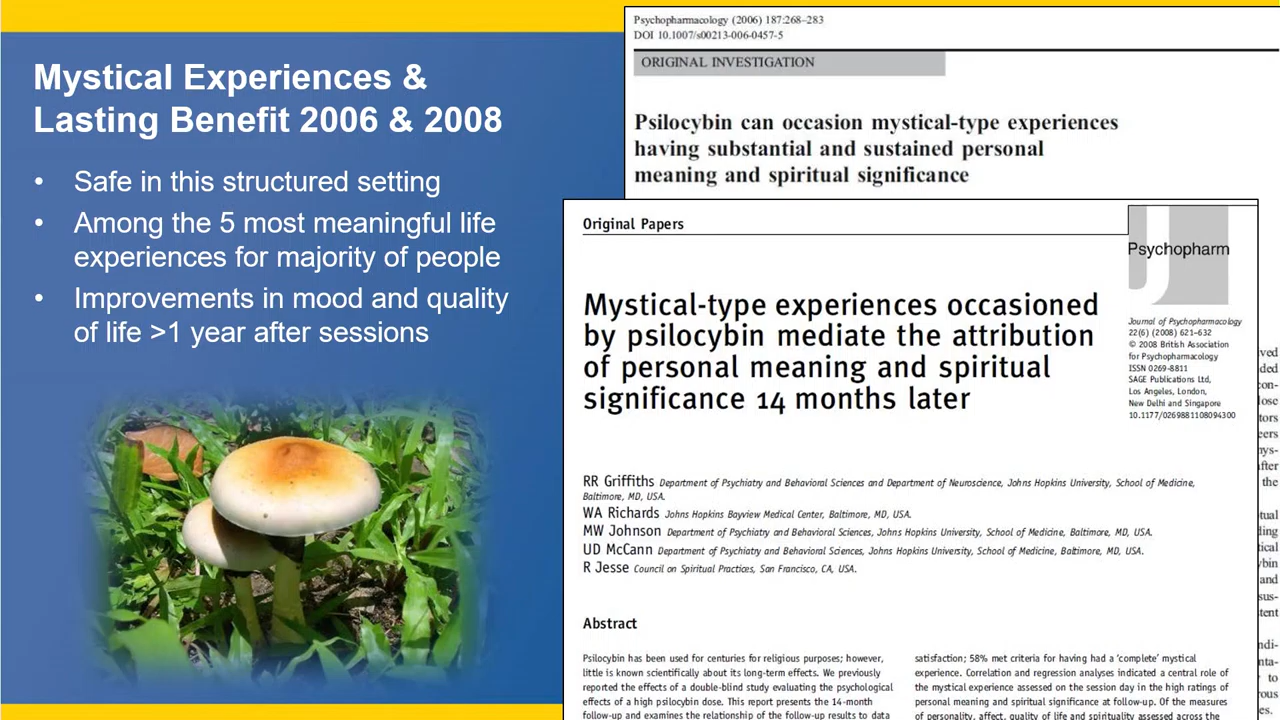 Mystical Experiences &
Lasting Benefit 2006 & 2008
• Safe in this structured setting
• Among the 5 most meaningful life
experiences for majority of people
• Improvements in mood and quality
of life >1 year after sessions
Psychopharmacology (2006) 187:268–283
DOI 10.1007/s00213-006-0457-5
ORIGINAL INVESTIGATION
Psilocybin can occasion mystical-type experiences
having substantial and sustained personal
meaning and spiritual significance
Original Papers
Psychopharm
Mystical-type experiences occasioned
by psilocybin mediate the attribution
of personal meaning and spiritual
significance 14 months later
Journal of Psychopharmacology
22(6) (2008) 621–632
© 2008 British Association
for Psychopharmacology
ISSN 0269-8811
SAGE Publications Ltd,
Los Angeles, London,
New Delhi and Singapore
10.1177/0269881108094300
RR Griffiths Department of Psychiatry and Behavioral Sciences and Department of Neuroscience, Johns Hopkins University, School of Medicine,
Baltimore, MD, USA.
WA Richards Johns Hopkins Bayview Medical Center, Baltimore, MD, USA.
MW Johnson Department of Psychiatry and Behavioral Sciences, Johns Hopkins University, School of Medicine, Baltimore, MD, USA.
UD McCann Department of Psychiatry and Behavioral Sciences, Johns Hopkins University, School of Medicine, Baltimore, MD, USA.
R Jesse Council on Spiritual Practices, San Francisco, CA, USA.
Abstract
Psilocybin has been used for centuries for religious purposes; however,
little is known scientifically about its long-term effects. We previously
reported the effects of a double-blind study evaluating the psychological
effects of a high psilocybin dose. This report presents the 14-month
follow-up and examines the relationship of the follow-up results to data
satisfaction; 58% met criteria for having had a 'complete' mystical
experience. Correlation and regression analyses indicated a central role of
the mystical experience assessed on the session day in the high ratings of
personal meaning and spiritual significance at follow-up. Of the measures
of personality, affect, quality of life and spirituality assessed across the